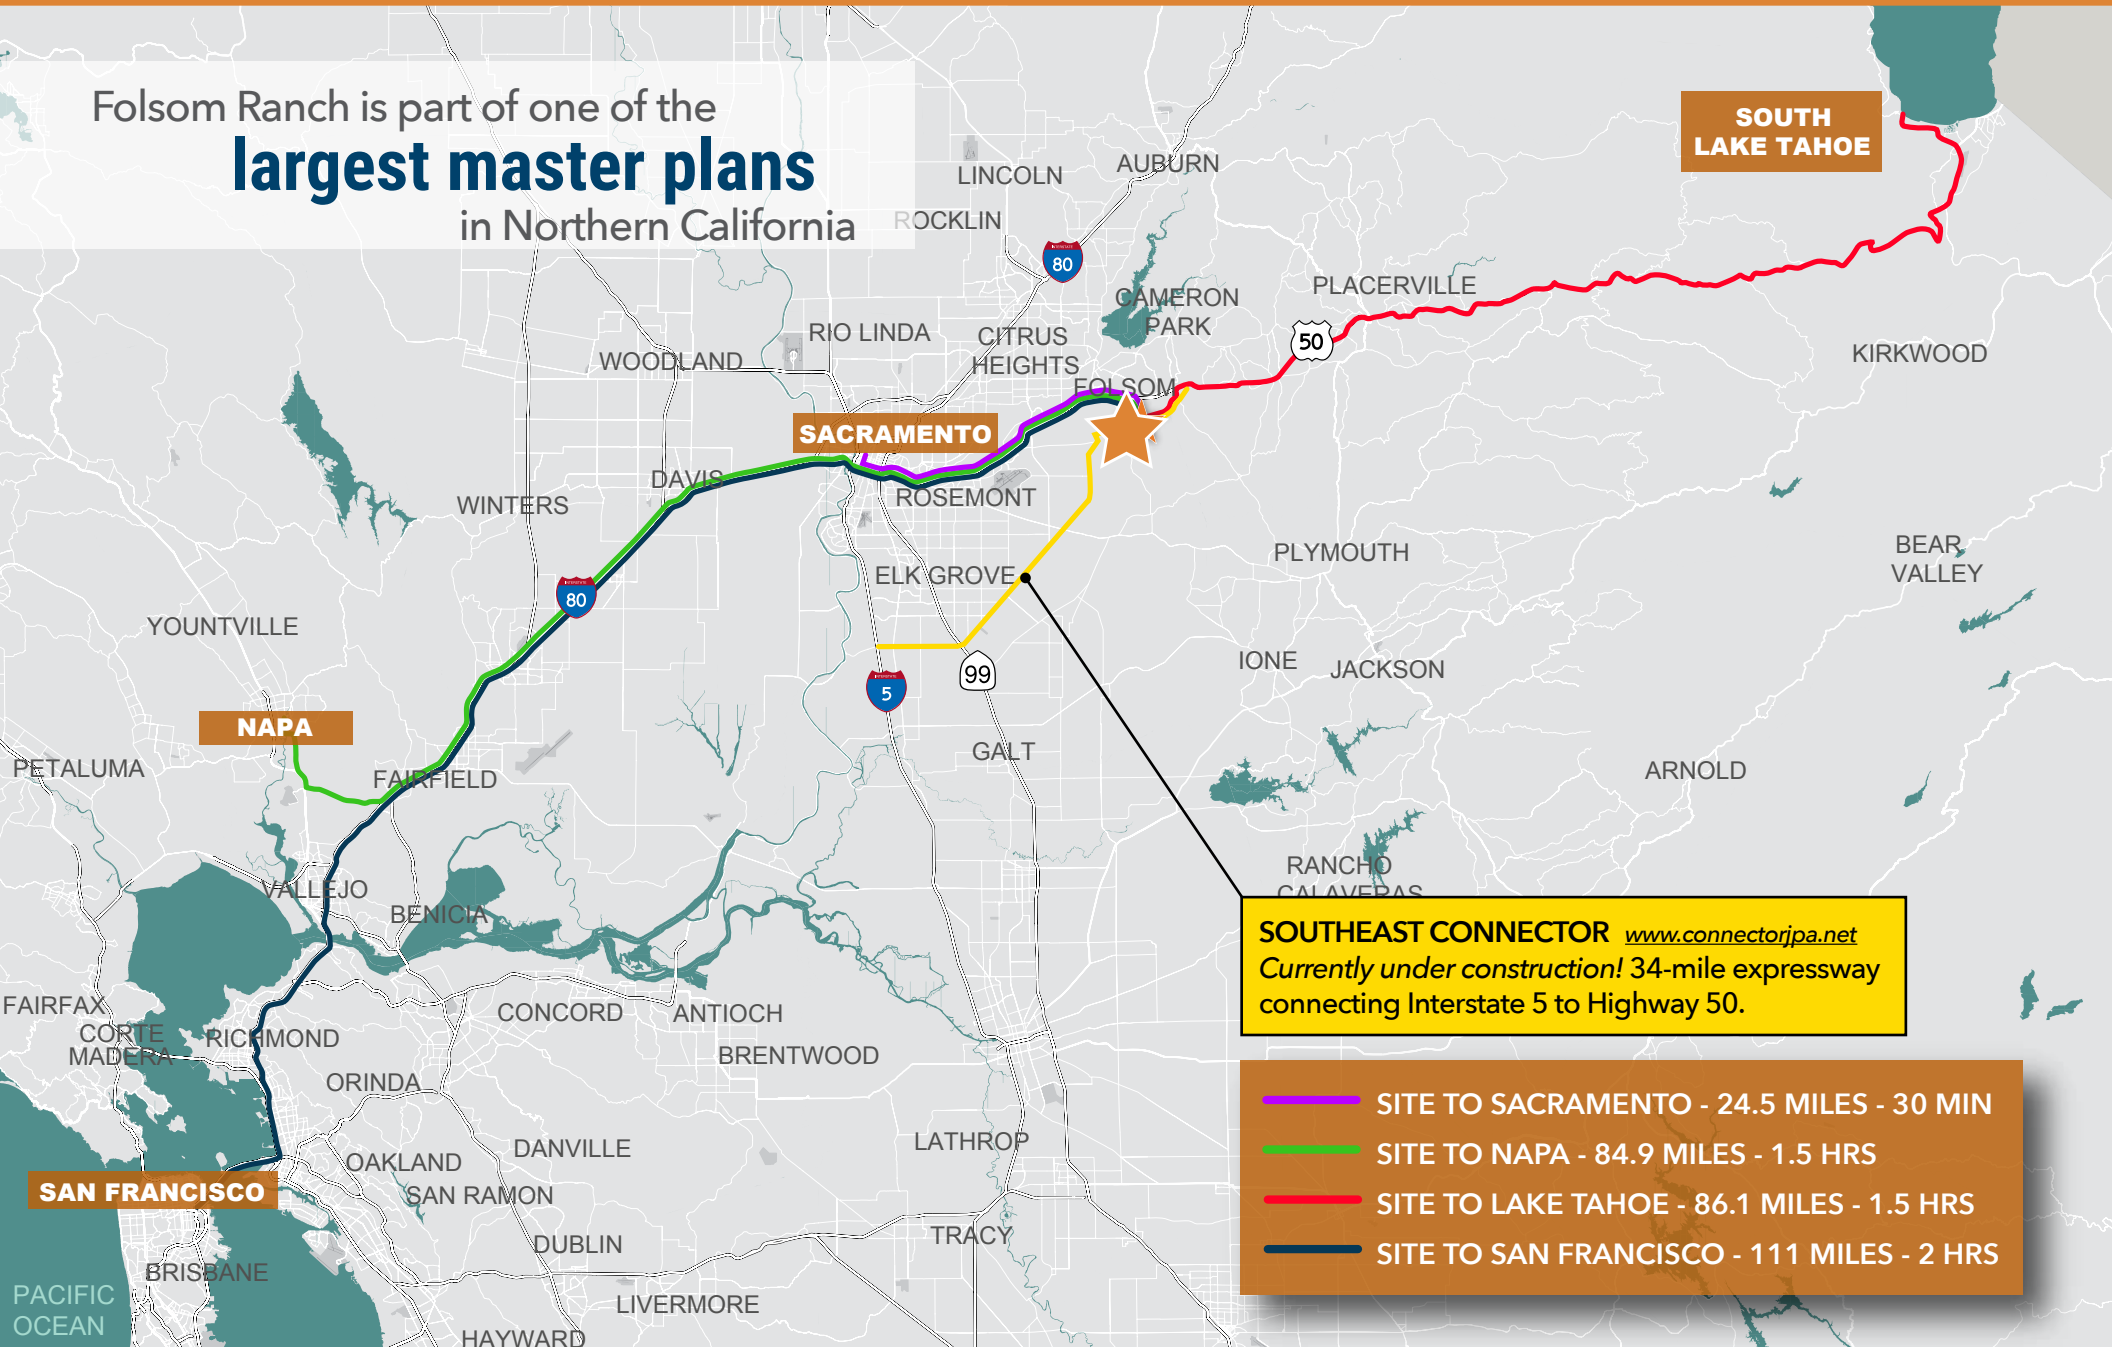 Folsom Ranch is part of one of the
largest master plans
in Northern California
SOUTH
LAKE TAHOE
LINCOLN
AUBURN
ROCKLIN
INTERSTATE
80
CAMERON
PARK
PLACERVILLE
RIO LINDA
CITRUS
HEIGHTS
50
WOODLAND
KIRKWOOD
FOLSOM
SACRAMENTO
DAVIS
WINTERS
ROSEMONT
PLYMOUTH
BEAR
VALLEY
ELK GROVE
INTERSTATE
80
YOUNTVILLE
IONE
JACKSON
99
INTERSTATE
5
NAPA
GALT
PETALUMA
FAIRFIELD
ARNOLD
RANCHO
CALAVERAS
VALLEJO
BENICIA
SOUTHEAST CONNECTOR www.connectorjpa.net
Currently under construction! 34-mile expressway
connecting Interstate 5 to Highway 50.
FAIRFAX
CONCORD
ANTIOCH
CORTE
MADERA
RICHMOND
BRENTWOOD
ORINDA
SITE TO SACRAMENTO - 24.5 MILES - 30 MIN
SITE TO NAPA - 84.9 MILES - 1.5 HRS
SITE TO LAKE TAHOE - 86.1 MILES - 1.5 HRS
SITE TO SAN FRANCISCO - 111 MILES - 2 HRS
LATHROP
DANVILLE
OAKLAND
SAN RAMON
SAN FRANCISCO
TRACY
DUBLIN
BRISBANE
PACIFIC
OCEAN
LIVERMORE
HAYWARD